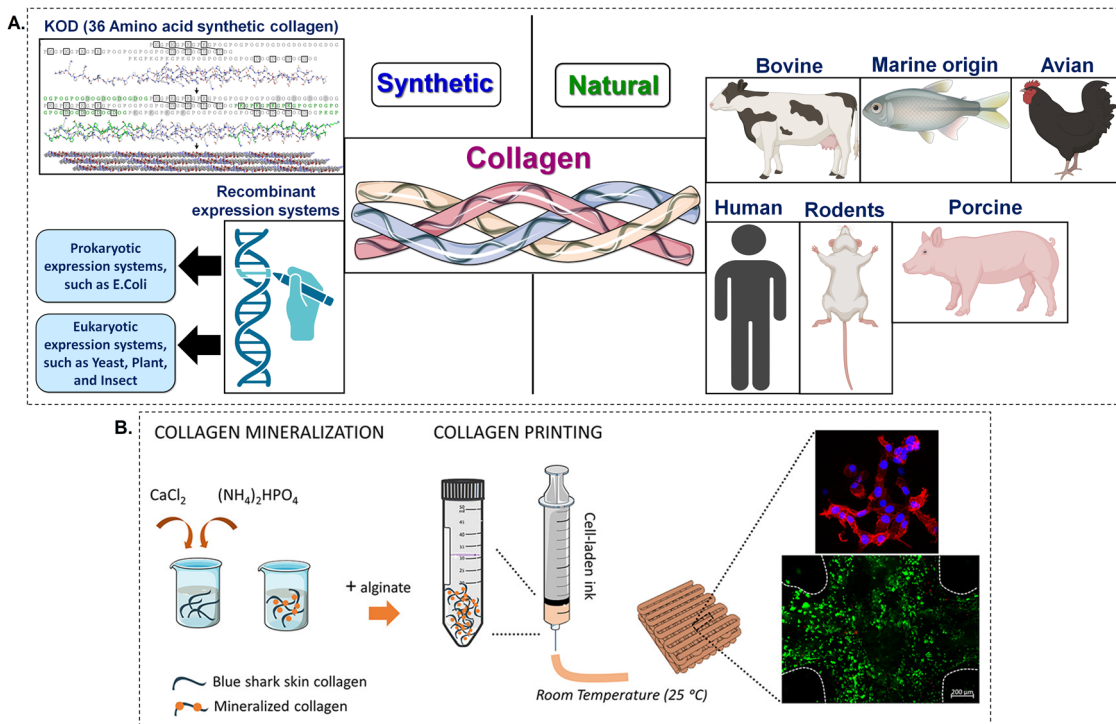 A.
KOD (36 Amino acid synthetic collagen)
Synthetic
Natural
Collagen
Bovine
Marine origin
Avian
Human
Rodents
Porcine
Recombinant
expression systems
Prokaryotic
expression systems,
such as E.Coli
Eukaryotic
expression systems,
such as Yeast, Plant,
and Insect
B.
COLLAGEN MINERALIZATION
COLLAGEN PRINTING
CaCl₂
(NH₄)₂HPO₄
+ alginate
Cell-laden ink
Blue shark skin collagen
Mineralized collagen
Room Temperature (25 °C)
200 µm